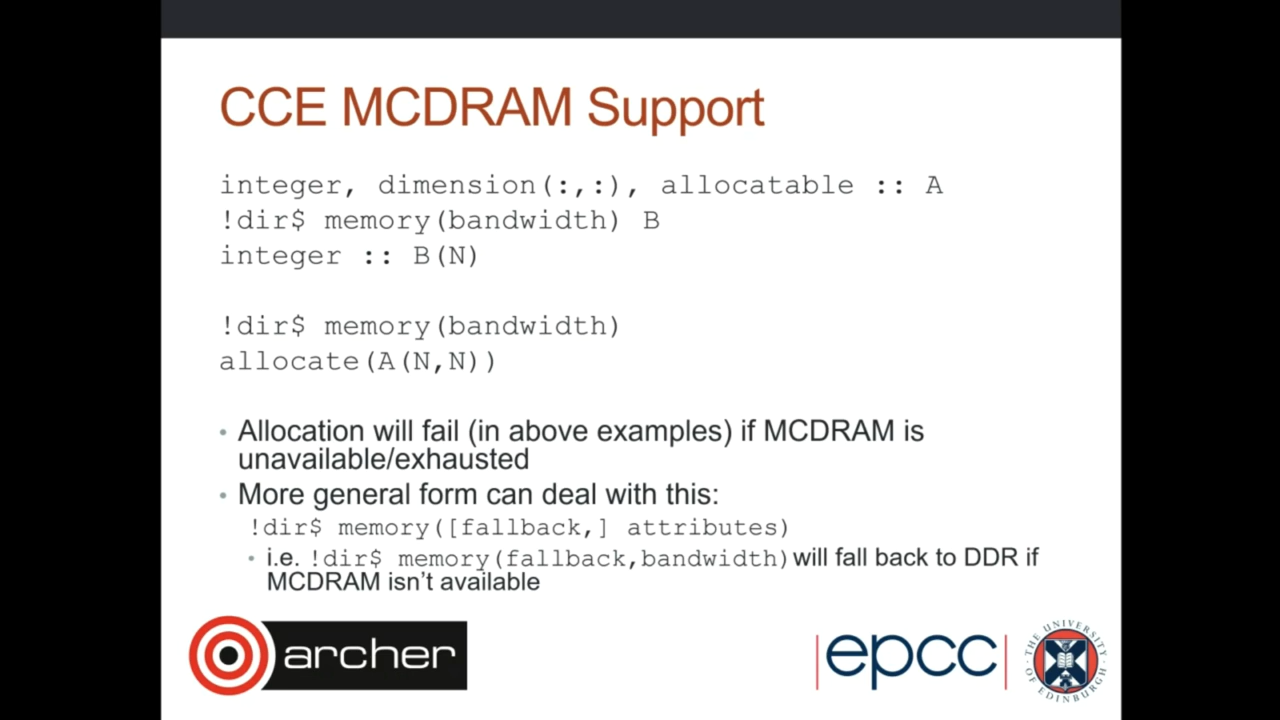 CCE MCDRAM Support
integer, dimension(:,:), allocatable :: A
!dir$ memory(bandwidth) B
integer :: B(N)
!dir$ memory(bandwidth)
allocate(A(N,N))
• Allocation will fail (in above examples) if MCDRAM is
unavailable/exhausted
• More general form can deal with this:
!dir$ memory([fallback,] attributes)
• i.e. !dir$ memory(fallback,bandwidth) will fall back to DDR if
MCDRAM isn't available
archer
epcc
THE UNIVERSITY
OF EDINBURGH